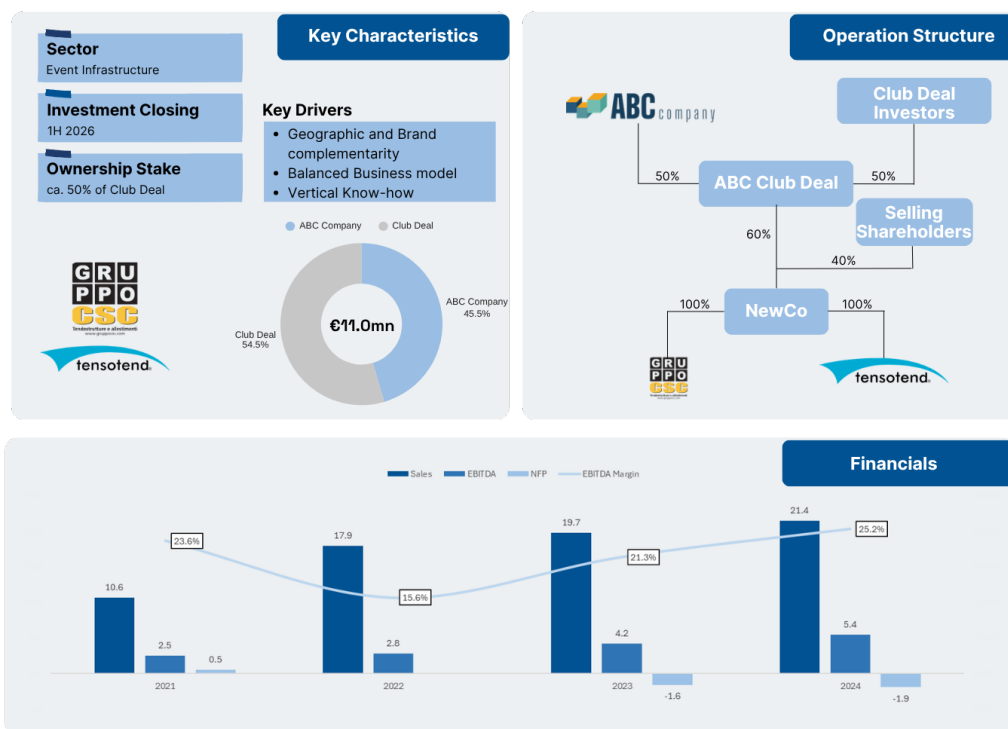 Key Characteristics
Sector
Event Infrastructure
Investment Closing
1H 2026
Ownership Stake
ca. 50% of Club Deal
Key Drivers
• Geographic and Brand
complementarity
• Balanced Business model
• Vertical Know-how
ABC Company
Club Deal
ABC Company
45.5%
€11.0mn
Club Deal
54.5%
GRU
PPO
CSC
Tendostrutture e allestimenti
www.gruppocsc.com
tensotend
Operation Structure
ABC company
Club Deal
Investors
50%
ABC Club Deal
50%
Selling
Shareholders
60%
40%
100%
NewCo
100%
GRU
PPO
CSC
tensotend
Financials
Sales
EBITDA
NFP
EBITDA Margin
23.6%
15.6%
21.3%
25.2%
10.6
2.5
0.5
17.9
2.8
19.7
4.2
-1.6
21.4
5.4
-1.9
2021
2022
2023
2024